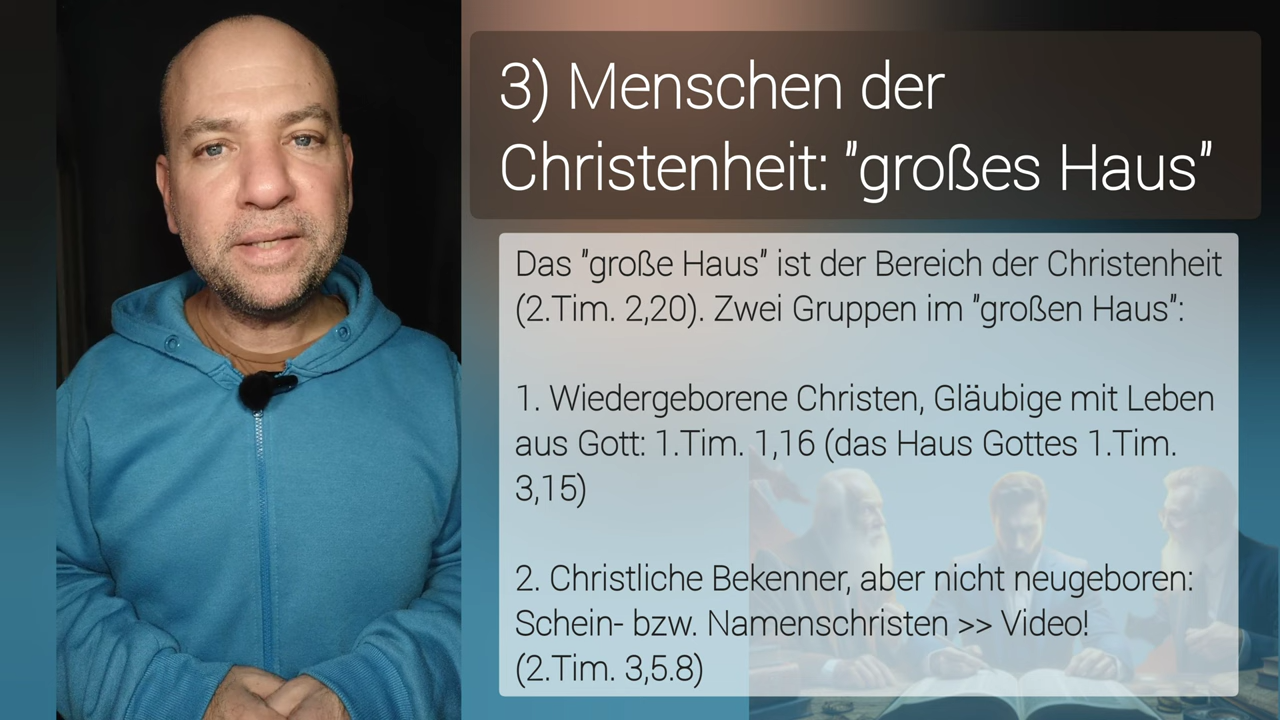 3) Menschen der
Christenheit: "großes Haus"
Das "große Haus" ist der Bereich der Christenheit
(2.Tim. 2,20). Zwei Gruppen im "großen Haus":
1. Wiedergeborene Christen, Gläubige mit Leben
aus Gott: 1.Tim. 1,16 (das Haus Gottes 1.Tim.
3,15)
2. Christliche Bekenner, aber nicht neugeboren:
Schein- bzw. Namenschristen >> Video!
(2.Tim. 3,5.8)